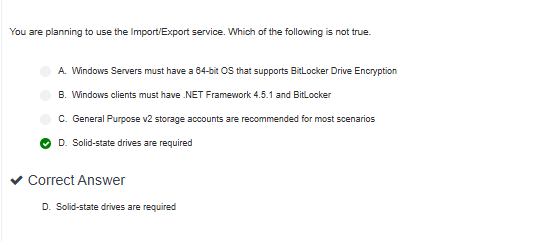 You are planning to use the Import/Export service. Which of the following is not true.
A. Windows Servers must have a 64-bit OS that supports BitLocker Drive Encryption
B. Windows clients must have .NET Framework 4.5.1 and BitLocker
C. General Purpose v2 storage accounts are recommended for most scenarios
D. Solid-state drives are required
Correct Answer
D. Solid-state drives are required